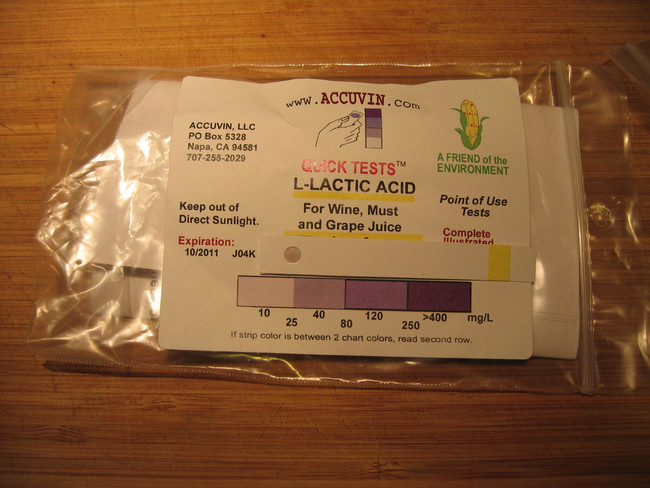 www.ACCUVIN.com
ACCUVIN, LLC
PO Box 5328
Napa, CA 94581
707-255-2029
A FRIEND of the
ENVIRONMENT
QUICK TESTS™
L-LACTIC ACID
For Wine, Must
and Grape Juice
Keep out of
Direct Sunlight.
Expiration:
10/2011 J04K
Point of Use
Tests
Complete
Illustrated
10 40 120 >400 mg/L
25 80 250
If strip color is between 2 chart colors, read second row.